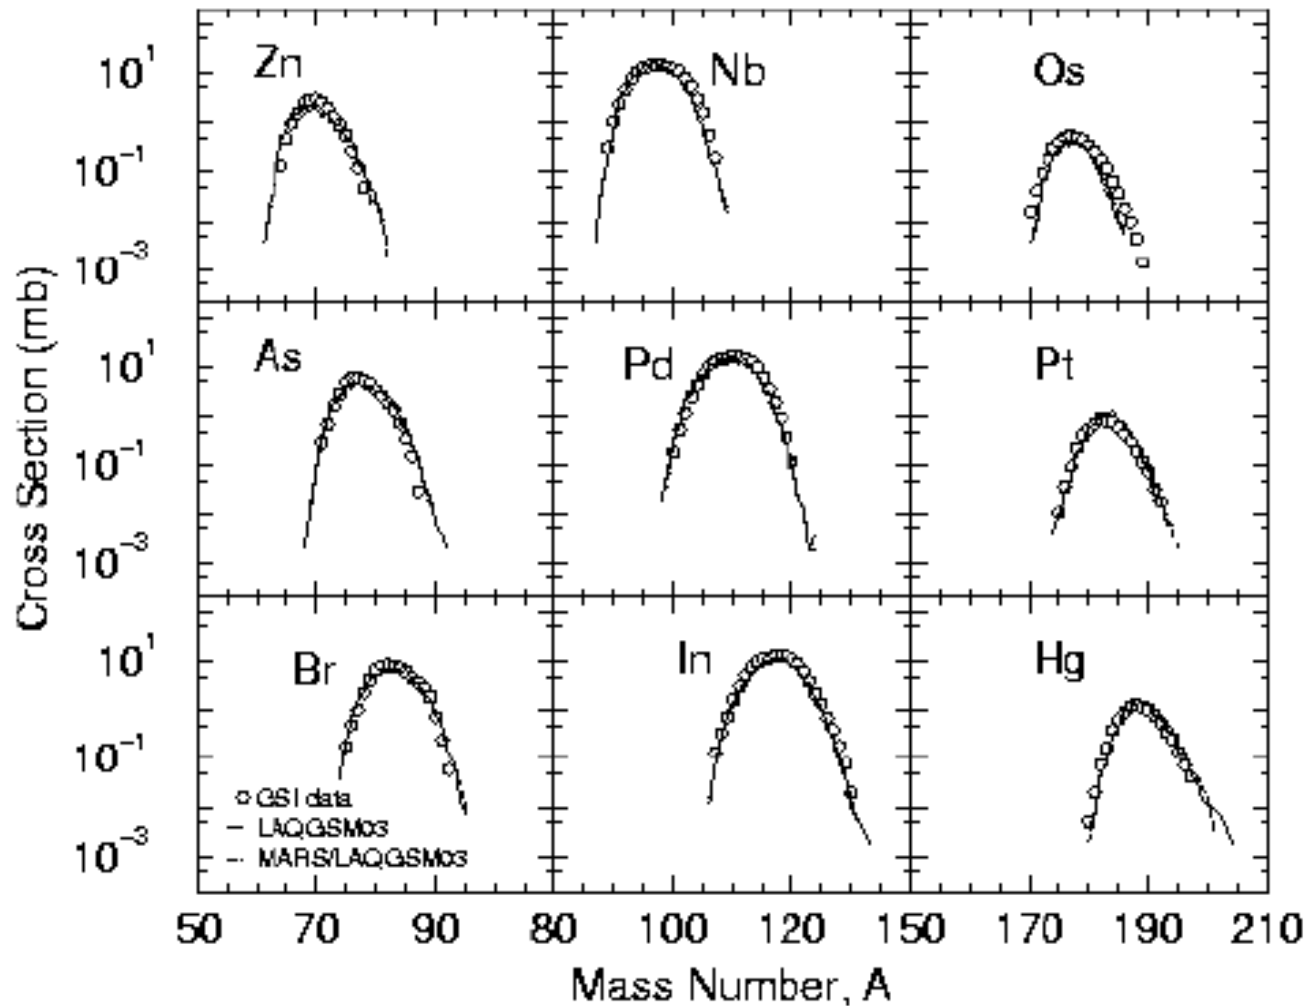 Zn
Nb
Os
10^1
10^-1
10^-3
As
Pd
Pt
10^1
10^-1
10^-3
Br
In
Hg
10^1
10^-1
10^-3
GSI data
LAQGSM03
MARS/LAQGSM03
50 70 90 80 100 120 150 170 190 210
Mass Number, A
Cross Section (mb)